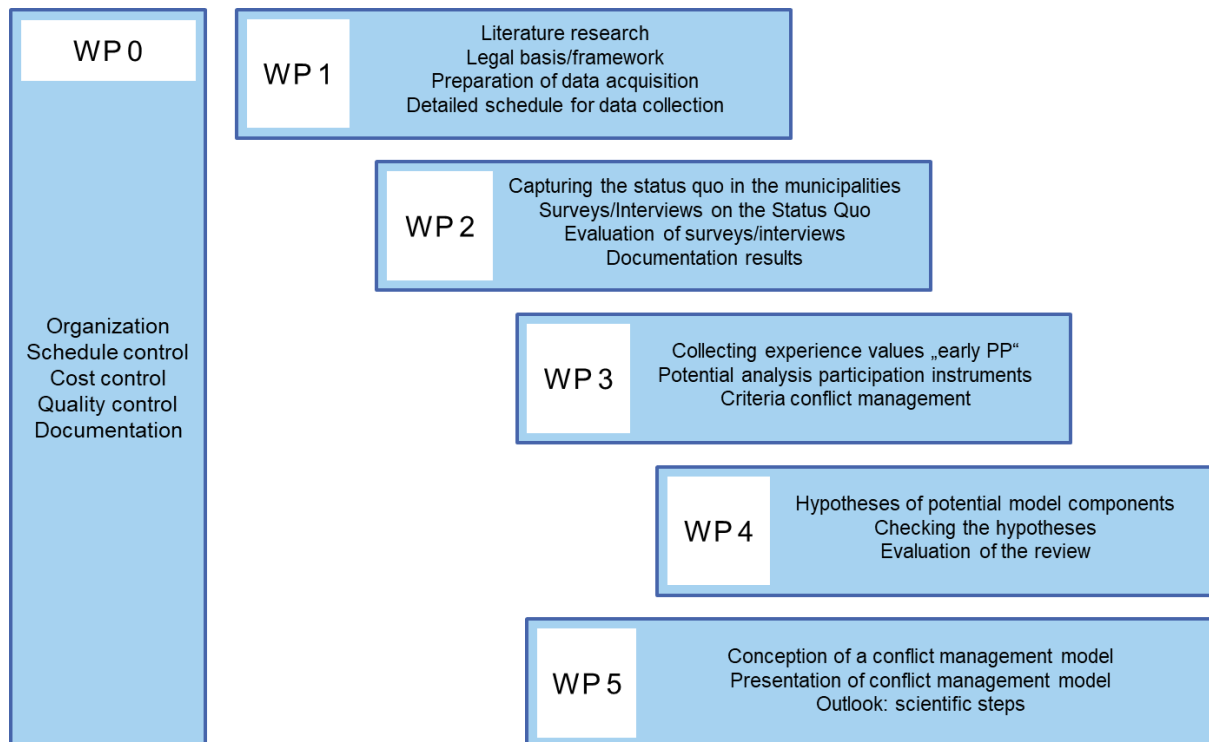 WP 0
Organization
Schedule control
Cost control
Quality control
Documentation
WP 1
Literature research
Legal basis/framework
Preparation of data acquisition
Detailed schedule for data collection
WP 2
Capturing the status quo in the municipalities
Surveys/Interviews on the Status Quo
Evaluation of surveys/interviews
Documentation results
WP 3
Collecting experience values „early PP“
Potential analysis participation instruments
Criteria conflict management
WP 4
Hypotheses of potential model components
Checking the hypotheses
Evaluation of the review
WP 5
Conception of a conflict management model
Presentation of conflict management model
Outlook: scientific steps